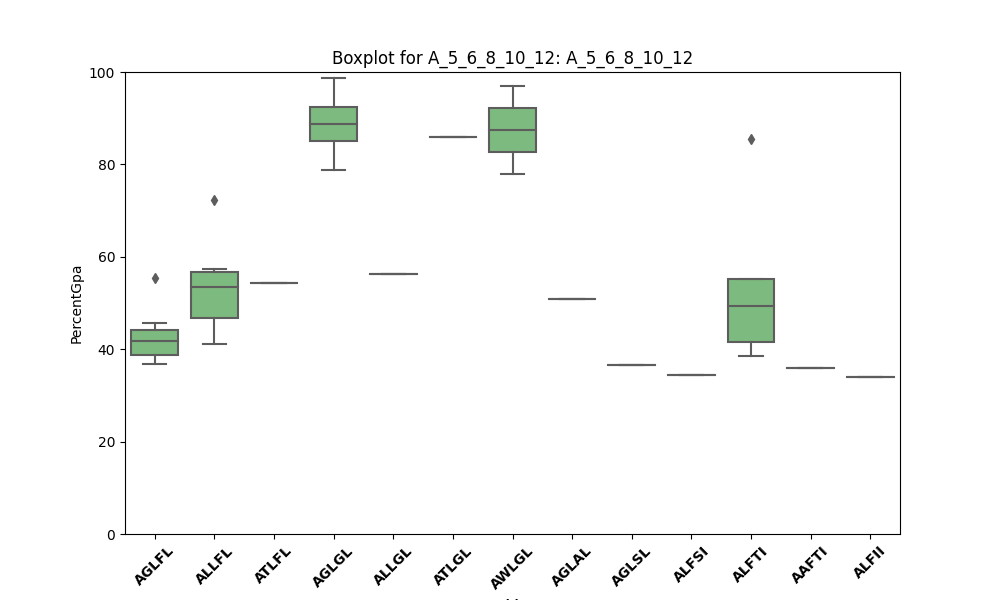 Boxplot for A_5_6_8_10_12: A_5_6_8_10_12
100
80
60
40
20
0
PercentGpa
AGLFL
ALLFL
ATLFL
AGLGL
ALLGL
ATLGL
AWLGL
AGLAL
AGLSL
ALFSI
ALFTI
AAFTI
ALFII